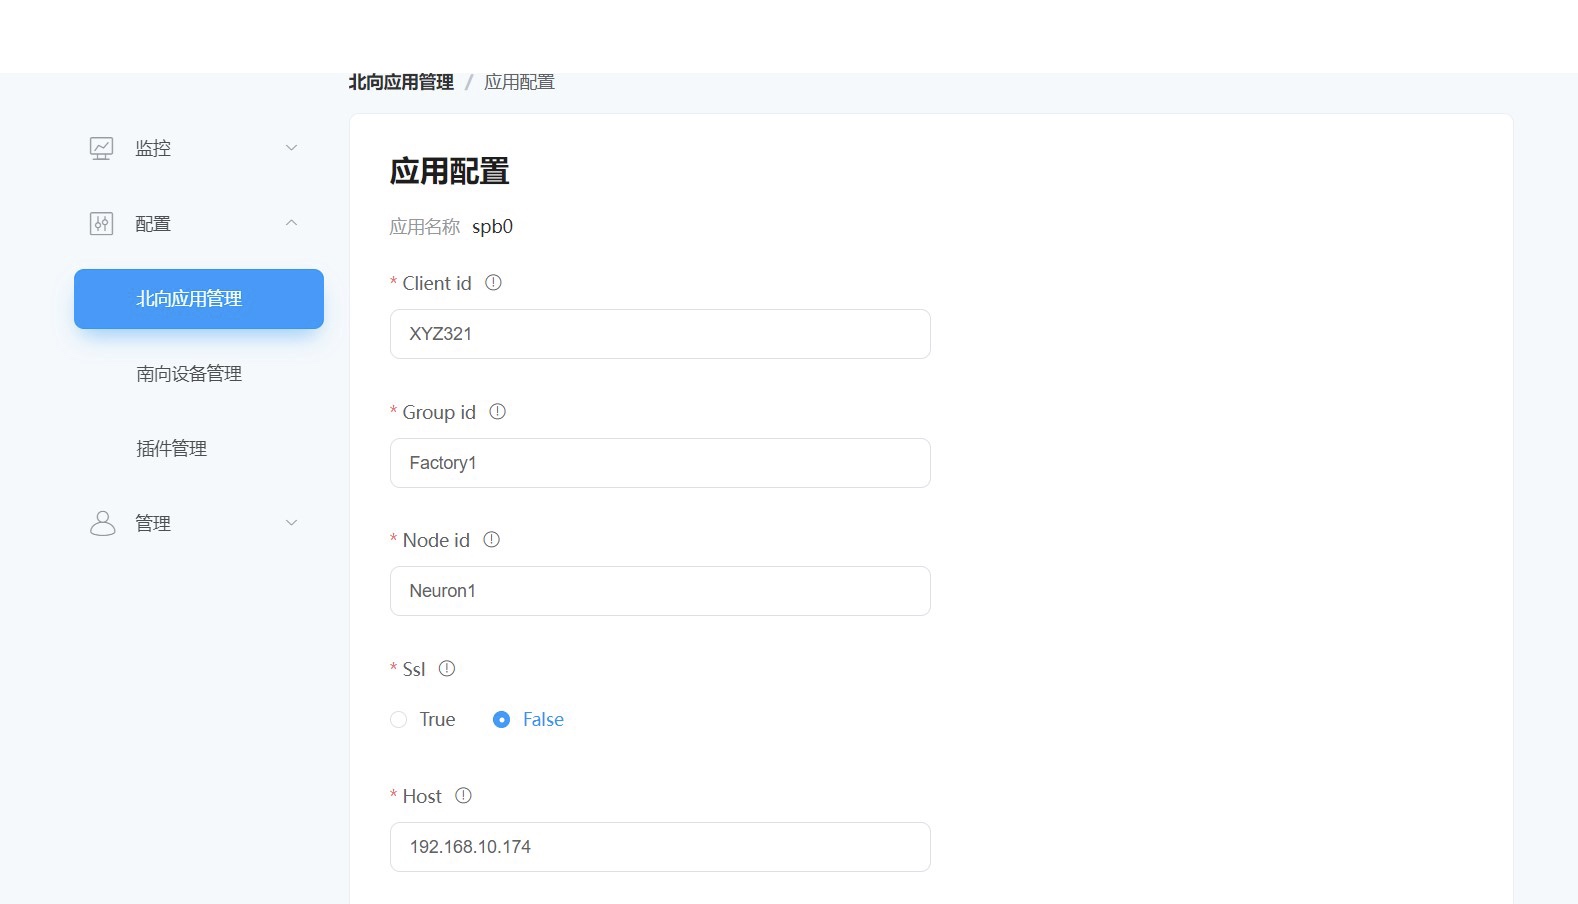 北向应用管理 / 应用配置
监控
配置
北向应用管理
南向设备管理
插件管理
管理
应用配置
应用名称 spb0
* Client id
XYZ321
* Group id
Factory1
* Node id
Neuron1
* Ssl
True False
* Host
192.168.10.174